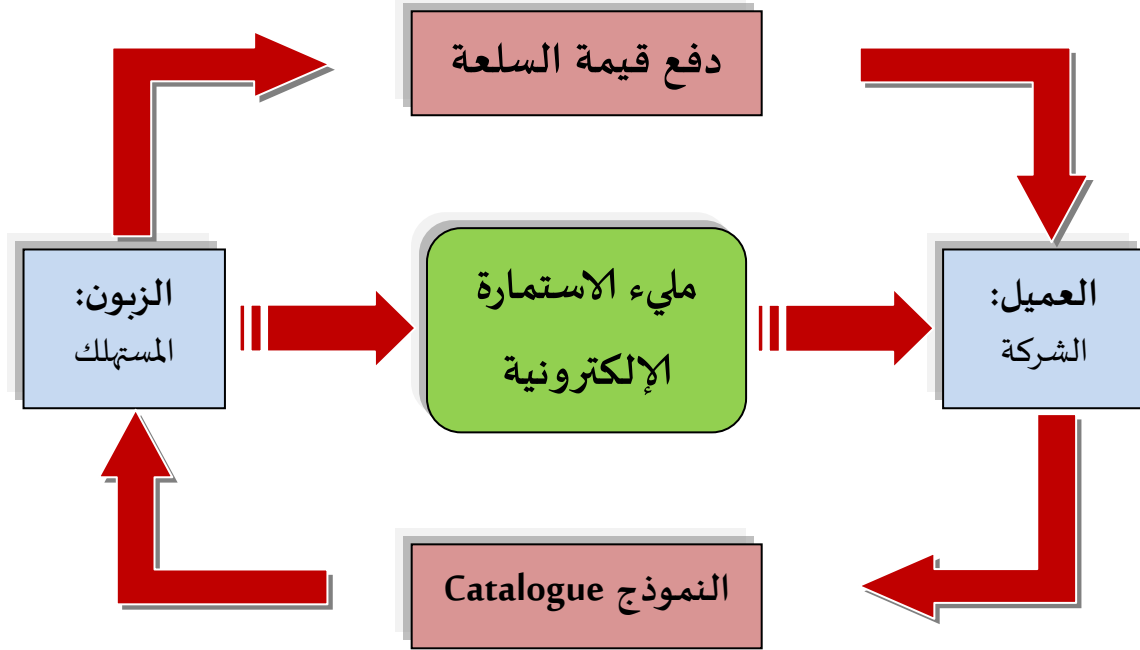 دفع قيمة السلعة
العميل:
الشركة
مليء الاستمارة
الإلكترونية
الزبون:
المستهلك
النموذج Catalogue